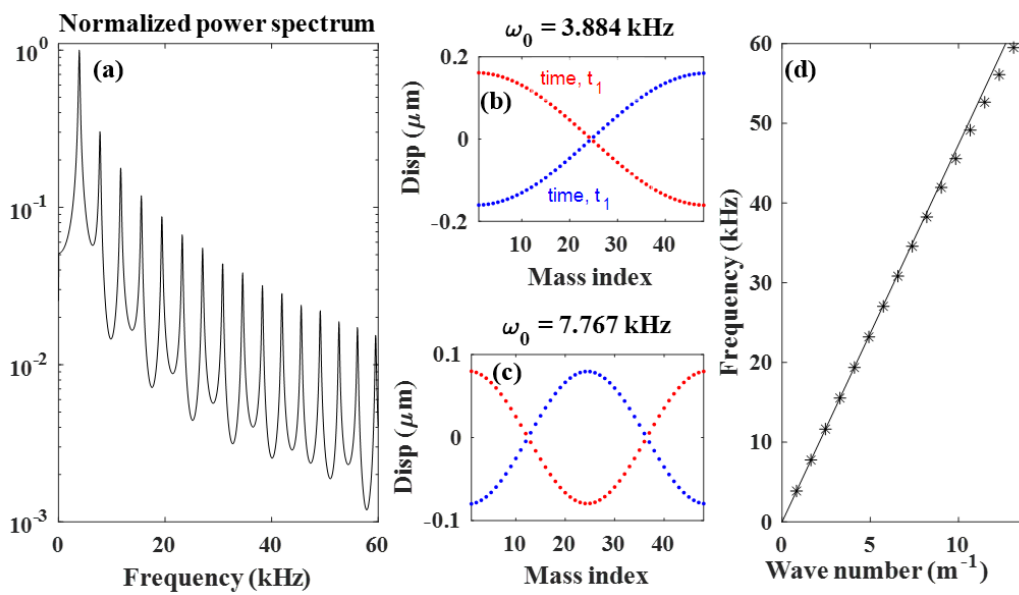 Normalized power spectrum
(a)
10⁰
10⁻¹
10⁻²
10⁻³
0
20
40
60
Frequency (kHz)
ω₀ = 3.884 kHz
(b)
time, t₁
time, t₁
0.2
0
-0.2
Disp (μm)
10
20
30
40
Mass index
ω₀ = 7.767 kHz
(c)
0.1
0
-0.1
Disp (μm)
10
20
30
40
Mass index
(d)
60
50
40
30
20
10
0
Frequency (kHz)
0
5
10
Wave number (m⁻¹)